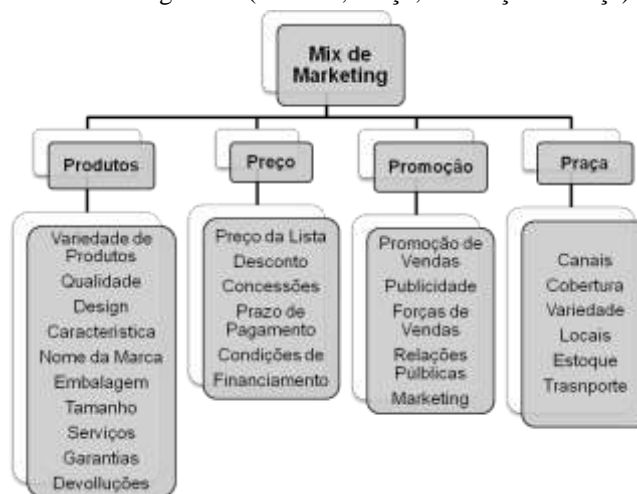 Mix de
Marketing
Produtos
Preço
Promoção
Praça
Variedade de
Produtos
Qualidade
Design
Característica
Nome da Marca
Embalagem
Tamanho
Serviços
Garantias
Devolluções
Preço da Lista
Desconto
Concessões
Prazo de
Pagamento
Condições de
Financiamento
Promoção de
Vendas
Publicidade
Forças de
Vendas
Relações
Púlblicas
Marketing
Canais
Cobertura
Variedade
Locais
Estoque
Trasnporte